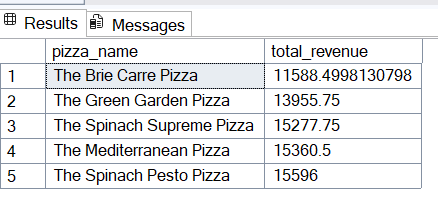 Results Messages
pizza_name total_revenue
1 The Brie Carre Pizza 11588.4998130798
2 The Green Garden Pizza 13955.75
3 The Spinach Supreme Pizza 15277.75
4 The Mediterranean Pizza 15360.5
5 The Spinach Pesto Pizza 15596